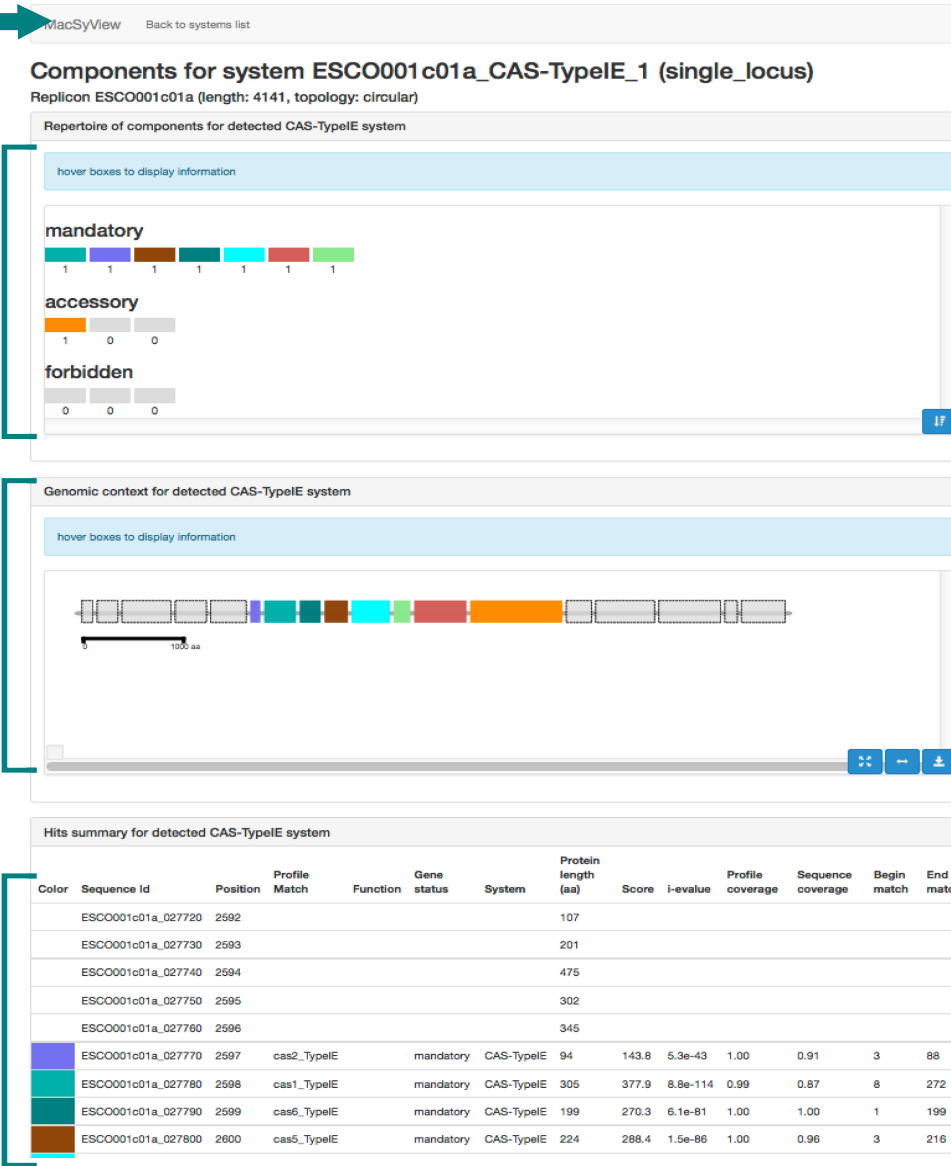 MacSyView Back to systems list
Components for system ESCO001c01a_CAS-TypeIE_1 (single_locus)
Replicon ESCO001c01a (length: 4141, topology: circular)
Repertoire of components for detected CAS-TypeIE system
hover boxes to display information
mandatory
1 1 1 1 1 1 1
accessory
1 0 0
forbidden
0 0 0
Genomic context for detected CAS-TypeIE system
hover boxes to display information
0 1000 aa
Hits summary for detected CAS-TypeIE system
Color Sequence Id Position Profile Match Function Gene status System Protein length (aa) Score i-evalue Profile coverage Sequence coverage Begin match End matc
ESCO001c01a_027720 2592 107
ESCO001c01a_027730 2593 201
ESCO001c01a_027740 2594 475
ESCO001c01a_027750 2595 302
ESCO001c01a_027760 2596 345
ESCO001c01a_027770 2597 cas2_TypeIE mandatory CAS-TypeIE 94 143.8 5.3e-43 1.00 0.91 3 88
ESCO001c01a_027780 2598 cas1_TypeIE mandatory CAS-TypeIE 305 377.9 8.8e-114 0.99 0.87 8 272
ESCO001c01a_027790 2599 cas6_TypeIE mandatory CAS-TypeIE 199 270.3 6.1e-81 1.00 1.00 1 199
ESCO001c01a_027800 2600 cas5_TypeIE mandatory CAS-TypeIE 224 288.4 1.5e-86 1.00 0.96 3 216